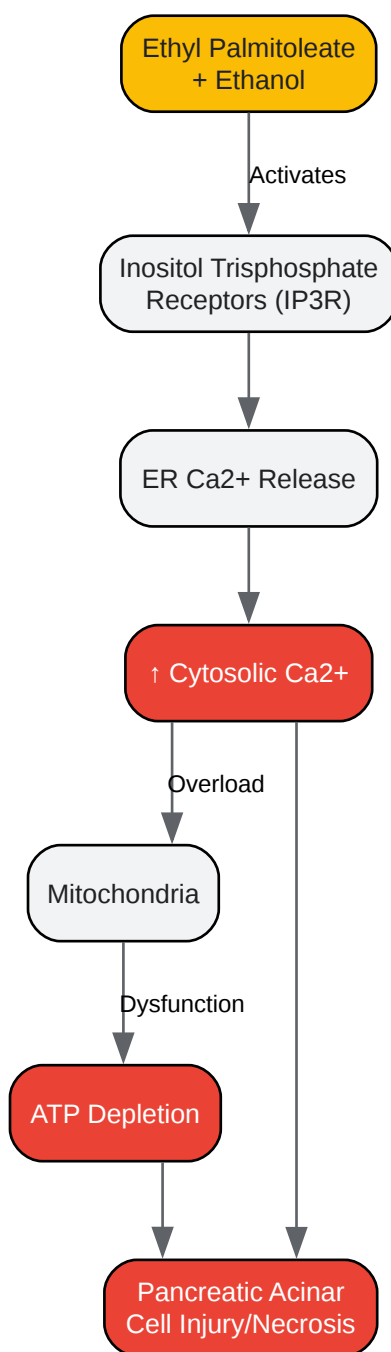 Ethyl Palmitoleate
+ Ethanol
Activates
Inositol Trisphosphate
Receptors (IP3R)
ER Ca2+ Release
↑ Cytosolic Ca2+
Overload
Mitochondria
Dysfunction
ATP Depletion
Pancreatic Acinar
Cell Injury/Necrosis